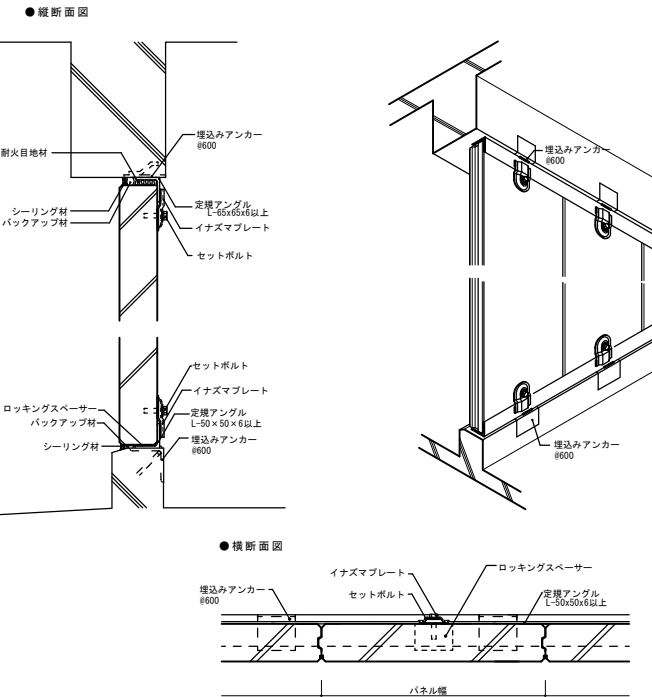 ●縦断面図
埋込みアンカー
@600
耐火目地材
定規アングル
L-65x65x6以上
シーリング材
バックアップ材
イナズマプレート
セットボルト
埋込みアンカー
@600
セットボルト
イナズマプレート
ロッキングスペーサー
定規アングル
L-50×50×6以上
バックアップ材
シーリング材
埋込みアンカー
@600
埋込みアンカー
@600
●横断面図
イナズマプレート
ロッキングスペーサー
埋込みアンカー
@600
セットボルト
定規アングル
L-50x50x6以上
パネル幅